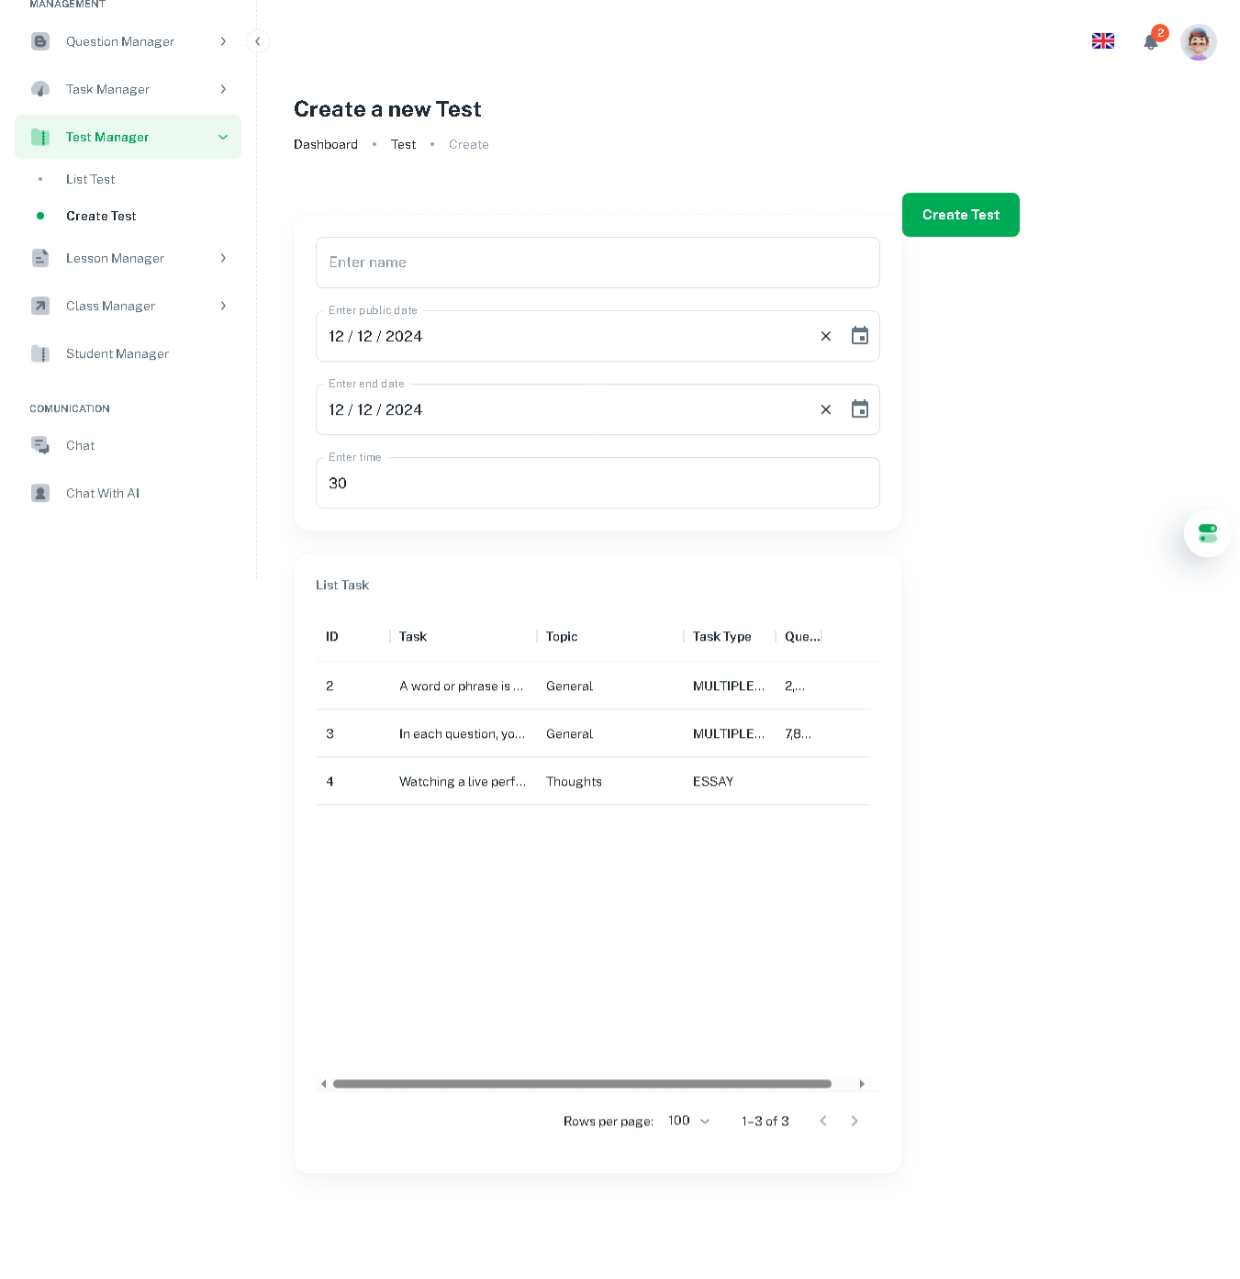 MANAGEMENT
Question Manager
Task Manager
Test Manager
List Test
Create Test
Lesson Manager
Class Manager
Student Manager
COMUNICATION
Chat
Chat With AI
2
Create a new Test
Dashboard • Test • Create
Create Test
Enter name
Enter public date
12 / 12 / 2024
Enter end date
12 / 12 / 2024
Enter time
30
List Task
ID Task Topic Task Type Que...
2 A word or phrase is ... General MULTIPLE... 2,...
3 In each question, yo... General MULTIPLE... 7,8...
4 Watching a live perf... Thoughts ESSAY
Rows per page: 100 1–3 of 3